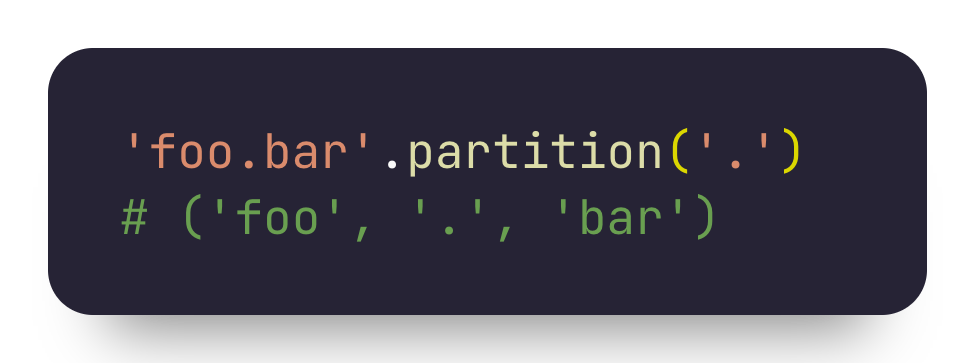 'foo.bar'.partition('.')
# ('foo', '.', 'bar')